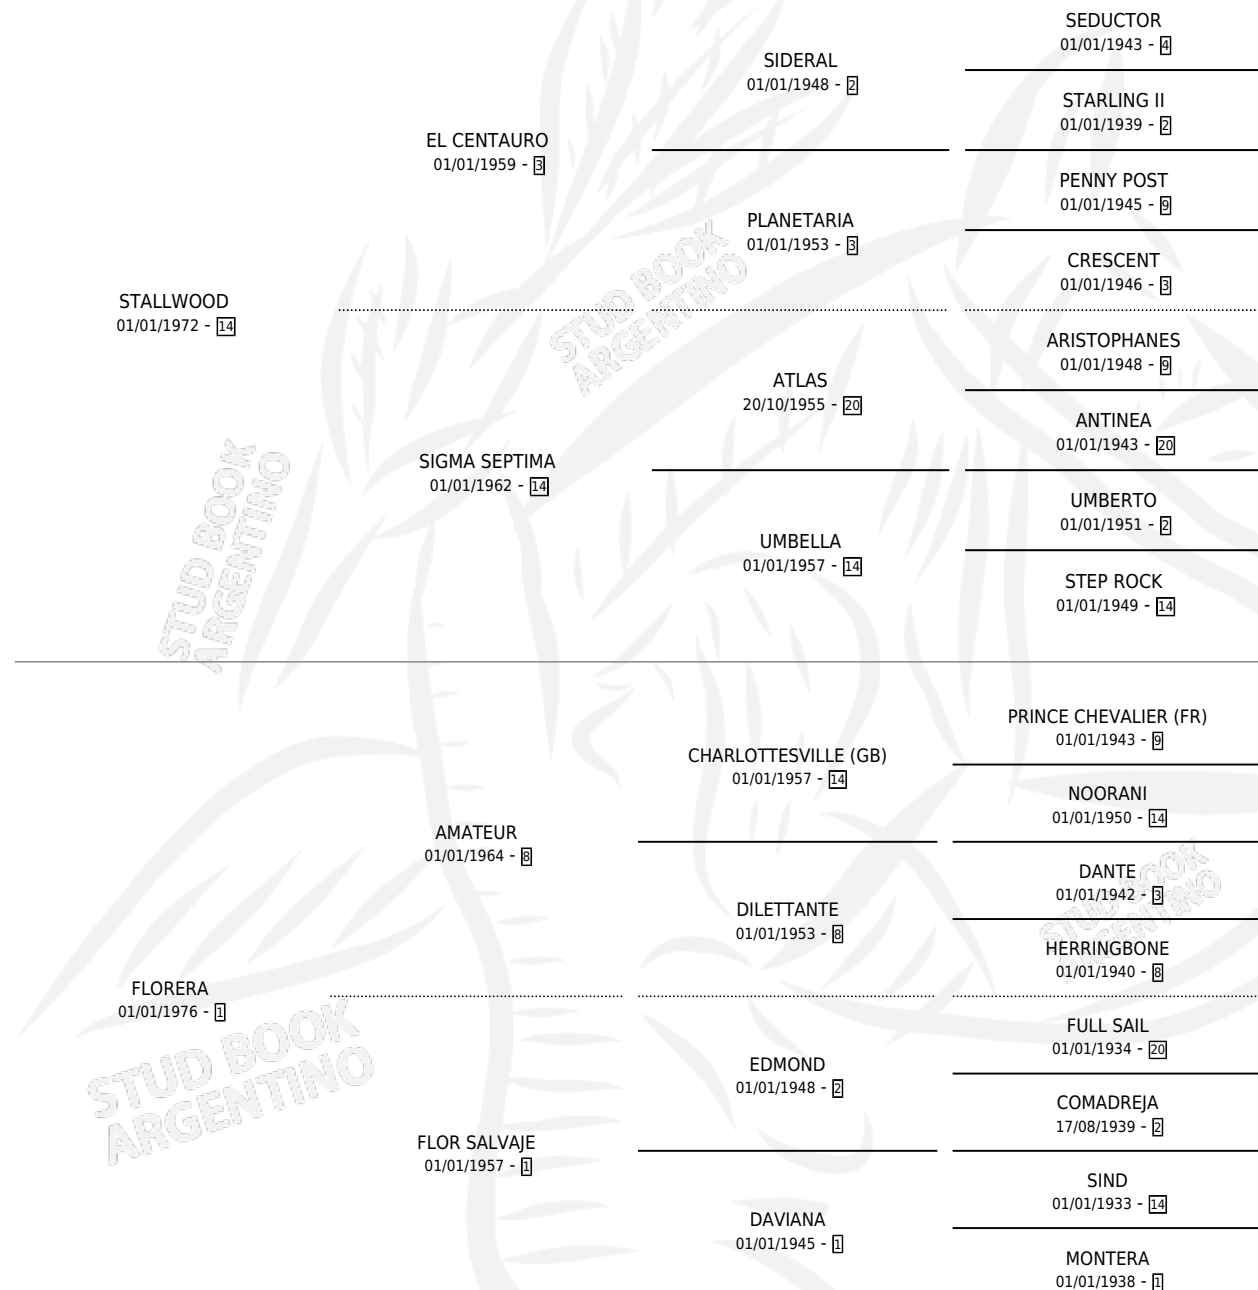 SEDUCTOR
01/01/1943 - 4
SIDERAL
01/01/1948 - 2
STARLING II
01/01/1939 - 2
EL CENTAURO
01/01/1959 - 3
PENNY POST
01/01/1945 - 9
PLANETARIA
01/01/1953 - 3
CRESCENT
01/01/1946 - 3
STALLWOOD
01/01/1972 - 14
ARISTOPHANES
01/01/1948 - 9
ATLAS
20/10/1955 - 20
ANTINEA
01/01/1943 - 20
SIGMA SEPTIMA
01/01/1962 - 14
UMBERTO
01/01/1951 - 2
UMBELLA
01/01/1957 - 14
STEP ROCK
01/01/1949 - 14
PRINCE CHEVALIER (FR)
01/01/1943 - 9
CHARLOTTESVILLE (GB)
01/01/1957 - 14
NOORANI
01/01/1950 - 14
AMATEUR
01/01/1964 - 8
DANTE
01/01/1942 - 3
DILETTANTE
01/01/1953 - 8
HERRINGBONE
01/01/1940 - 8
FLORERA
01/01/1976 - 1
FULL SAIL
01/01/1934 - 20
EDMOND
01/01/1948 - 2
COMADREJA
17/08/1939 - 2
FLOR SALVAJE
01/01/1957 - 1
SIND
01/01/1933 - 14
DAVIANA
01/01/1945 - 1
MONTERA
01/01/1938 - 1
STUD BOOK
ARGENTINO
STUD BOOK
ARGENTINO
STUD BOOK
ARGENTINO
STUD BOOK
ARGENTINO